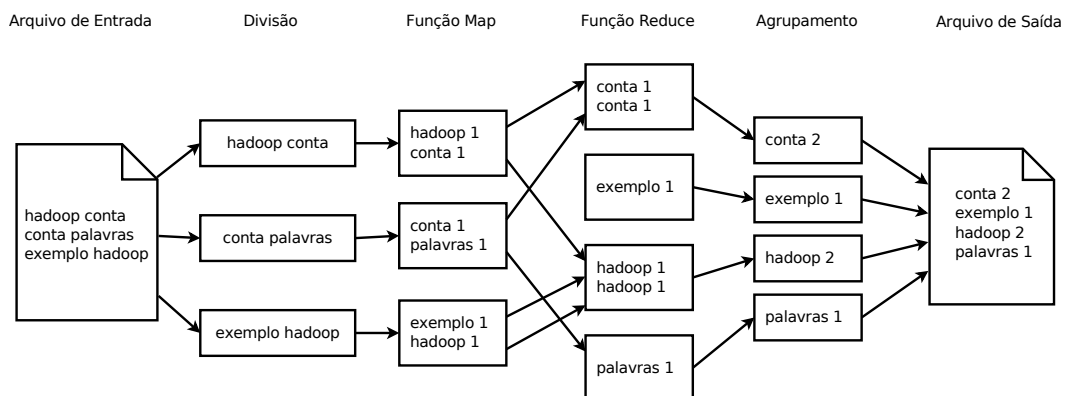 Arquivo de Entrada
Divisão
Função Map
Função Reduce
Agrupamento
Arquivo de Saída
hadoop conta
conta palavras
exemplo hadoop
hadoop conta
conta palavras
exemplo hadoop
hadoop 1
conta 1
conta 1
palavras 1
exemplo 1
hadoop 1
conta 1
conta 1
exemplo 1
hadoop 1
hadoop 1
palavras 1
conta 2
exemplo 1
hadoop 2
palavras 1
conta 2
exemplo 1
hadoop 2
palavras 1